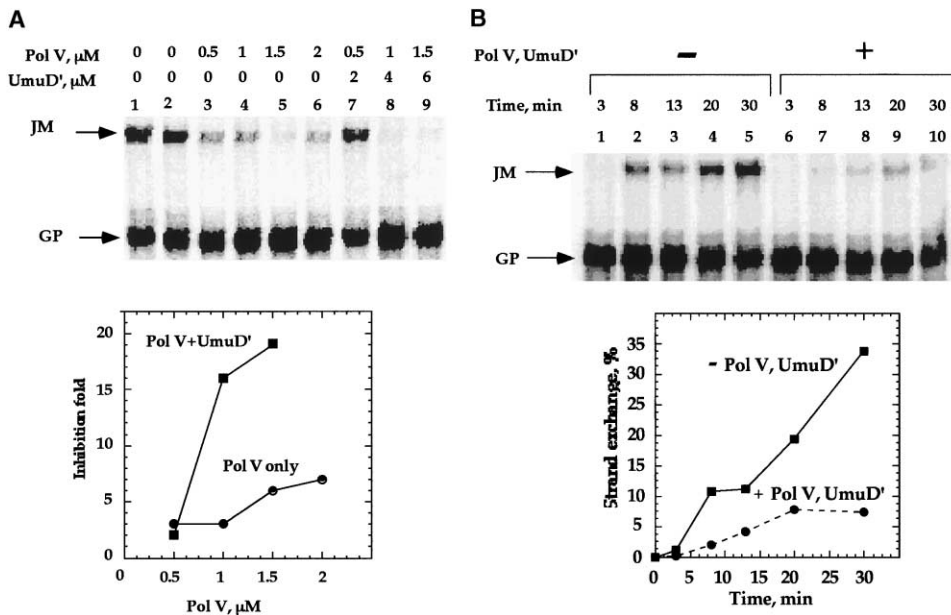 A
Pol V, μM 0 0 0.5 1 1.5 2 0.5 1 1.5
UmuD', μM 0 0 0 0 0 0 2 4 6
1 2 3 4 5 6 7 8 9
JM
GP
Inhibition fold
20
15
10
5
0
Pol V+UmuD'
Pol V only
0 0.5 1 1.5 2
Pol V, μM
B
Pol V, UmuD' - +
Time, min 3 8 13 20 30 3 8 13 20 30
1 2 3 4 5 6 7 8 9 10
JM
GP
Strand exchange, %
35
30
25
20
15
10
5
0
- Pol V, UmuD'
+ Pol V, UmuD'
0 5 10 15 20 25 30
Time, min